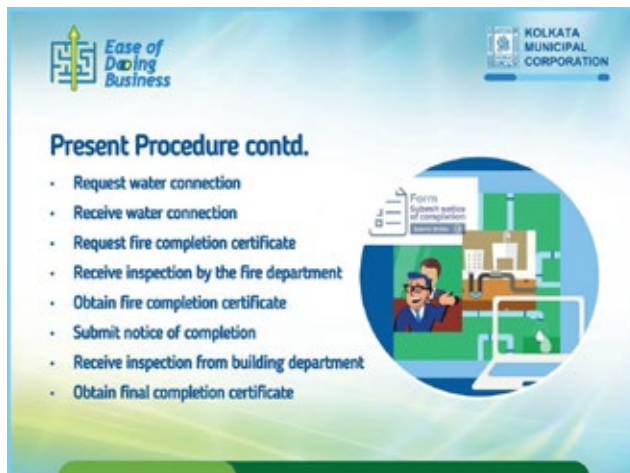 Ease of
Dooing
Business
KOLKATA
MUNICIPAL
CORPORATION
Present Procedure contd.
• Request water connection
• Receive water connection
• Request fire completion certificate
• Receive inspection by the fire department
• Obtain fire completion certificate
• Submit notice of completion
• Receive inspection from building department
• Obtain final completion certificate
Form
Submit notice
of completion